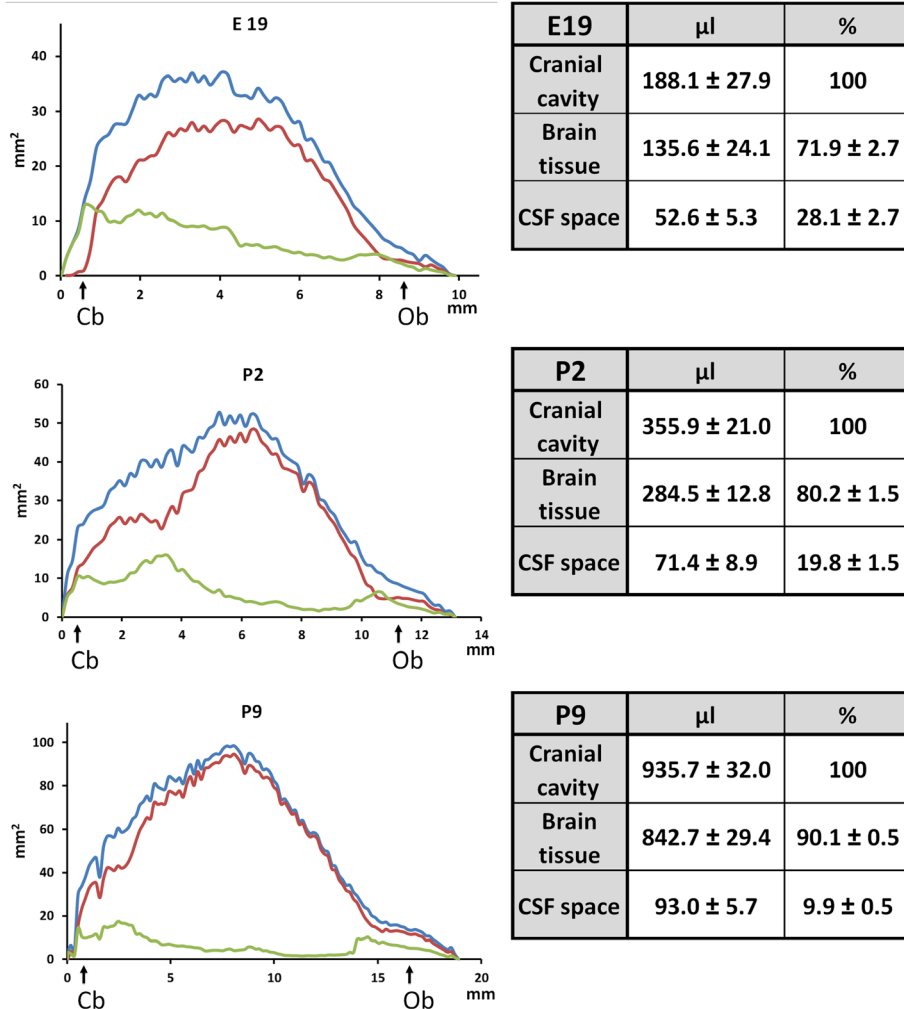 E 19
40
30
20
10
0
mm²
0 2 4 6 8 10
mm
Cb Ob
E19 µl %
Cranial
cavity 188.1 ± 27.9 100
Brain
tissue 135.6 ± 24.1 71.9 ± 2.7
CSF space 52.6 ± 5.3 28.1 ± 2.7
P2
60
50
40
30
20
10
0
mm²
0 2 4 6 8 10 12 14
mm
Cb Ob
P2 µl %
Cranial
cavity 355.9 ± 21.0 100
Brain
tissue 284.5 ± 12.8 80.2 ± 1.5
CSF space 71.4 ± 8.9 19.8 ± 1.5
P9
100
80
60
40
20
0
mm²
0 5 10 15 20
mm
Cb Ob
P9 µl %
Cranial
cavity 935.7 ± 32.0 100
Brain
tissue 842.7 ± 29.4 90.1 ± 0.5
CSF space 93.0 ± 5.7 9.9 ± 0.5